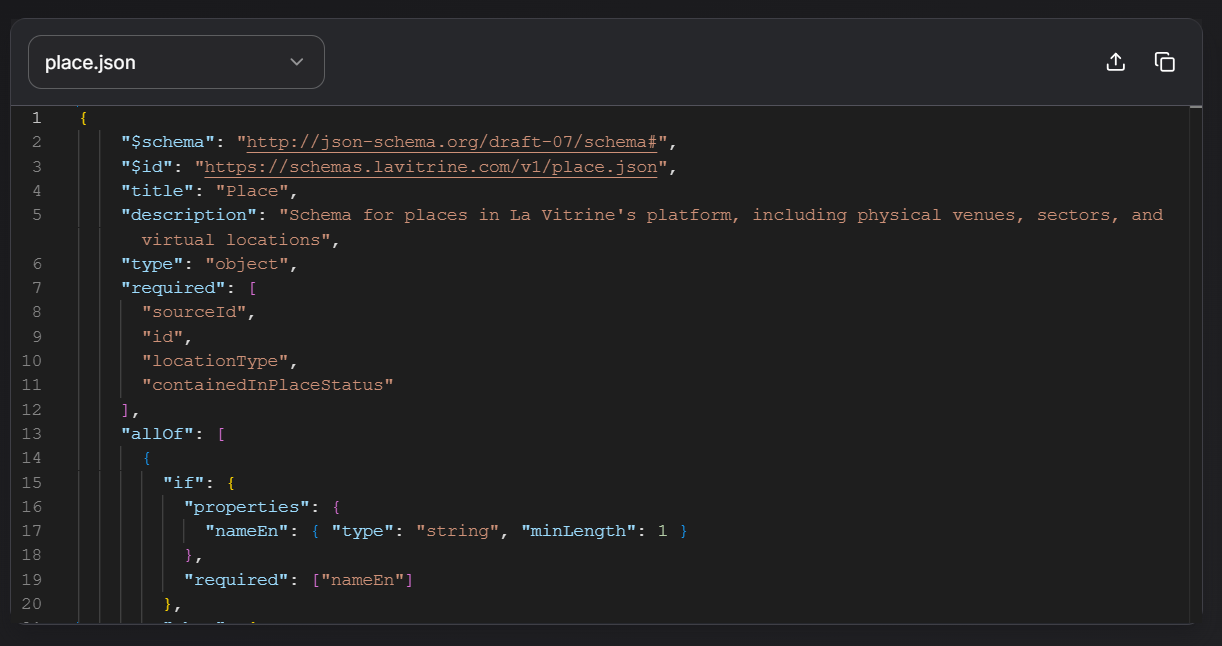 place.json
1 {
2 "$schema": "http://json-schema.org/draft-07/schema#",
3 "$id": "https://schemas.lavitrine.com/v1/place.json",
4 "title": "Place",
5 "description": "Schema for places in La Vitrine's platform, including physical venues, sectors, and
virtual locations",
6 "type": "object",
7 "required": [
8 "sourceId",
9 "id",
10 "locationType",
11 "containedInPlaceStatus"
12 ],
13 "allOf": [
14 {
15 "if": {
16 "properties": {
17 "nameEn": { "type": "string", "minLength": 1 }
18 },
19 "required": ["nameEn"]
20 },